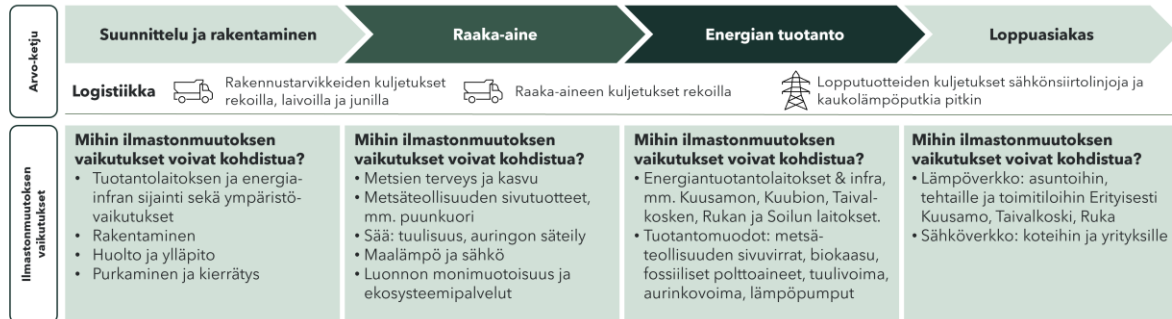 Arvo-ketju
Suunnittelu ja rakentaminen
Raaka-aine
Energian tuotanto
Loppuasiakas
Logistiikka
Rakennustarvikkeiden kuljetukset
rekoilla, laivoilla ja junilla
Raaka-aineen kuljetukset rekoilla
Lopputuotteiden kuljetukset sähkönsiirtolinjoja ja
kaukolämpöputkia pitkin
Ilmastonmuutoksen
vaikutukset
Mihin ilmastonmuutoksen
vaikutukset voivat kohdistua?
• Tuotantolaitoksen ja energia-
infran sijainti sekä ympäristö-
vaikutukset
• Rakentaminen
• Huolto ja ylläpito
• Purkaminen ja kierrätys
Mihin ilmastonmuutoksen
vaikutukset voivat kohdistua?
• Metsien terveys ja kasvu
• Metsäteollisuuden sivutuotteet,
mm. puunkuori
• Sää: tuulisuus, auringon säteily
• Maalämpö ja sähkö
• Luonnon monimuotoisuus ja
ekosysteemipalvelut
Mihin ilmastonmuutoksen
vaikutukset voivat kohdistua?
• Energiantuotantolaitokset & infra,
mm. Kuusamon, Kuubion, Taival-
kosken, Rukan ja Soilun laitokset.
• Tuotantomuodot: metsä-
teollisuuden sivuvirrat, biokaasu,
fossiiliset polttoaineet, tuulivoima,
aurinkovoima, lämpöpumput
Mihin ilmastonmuutoksen
vaikutukset voivat kohdistua?
• Lämpöverkko: asuntoihin,
tehtaille ja toimitiloihin Erityisesti
Kuusamo, Taivalkoski, Ruka
• Sähköverkko: koteihin ja yrityksille